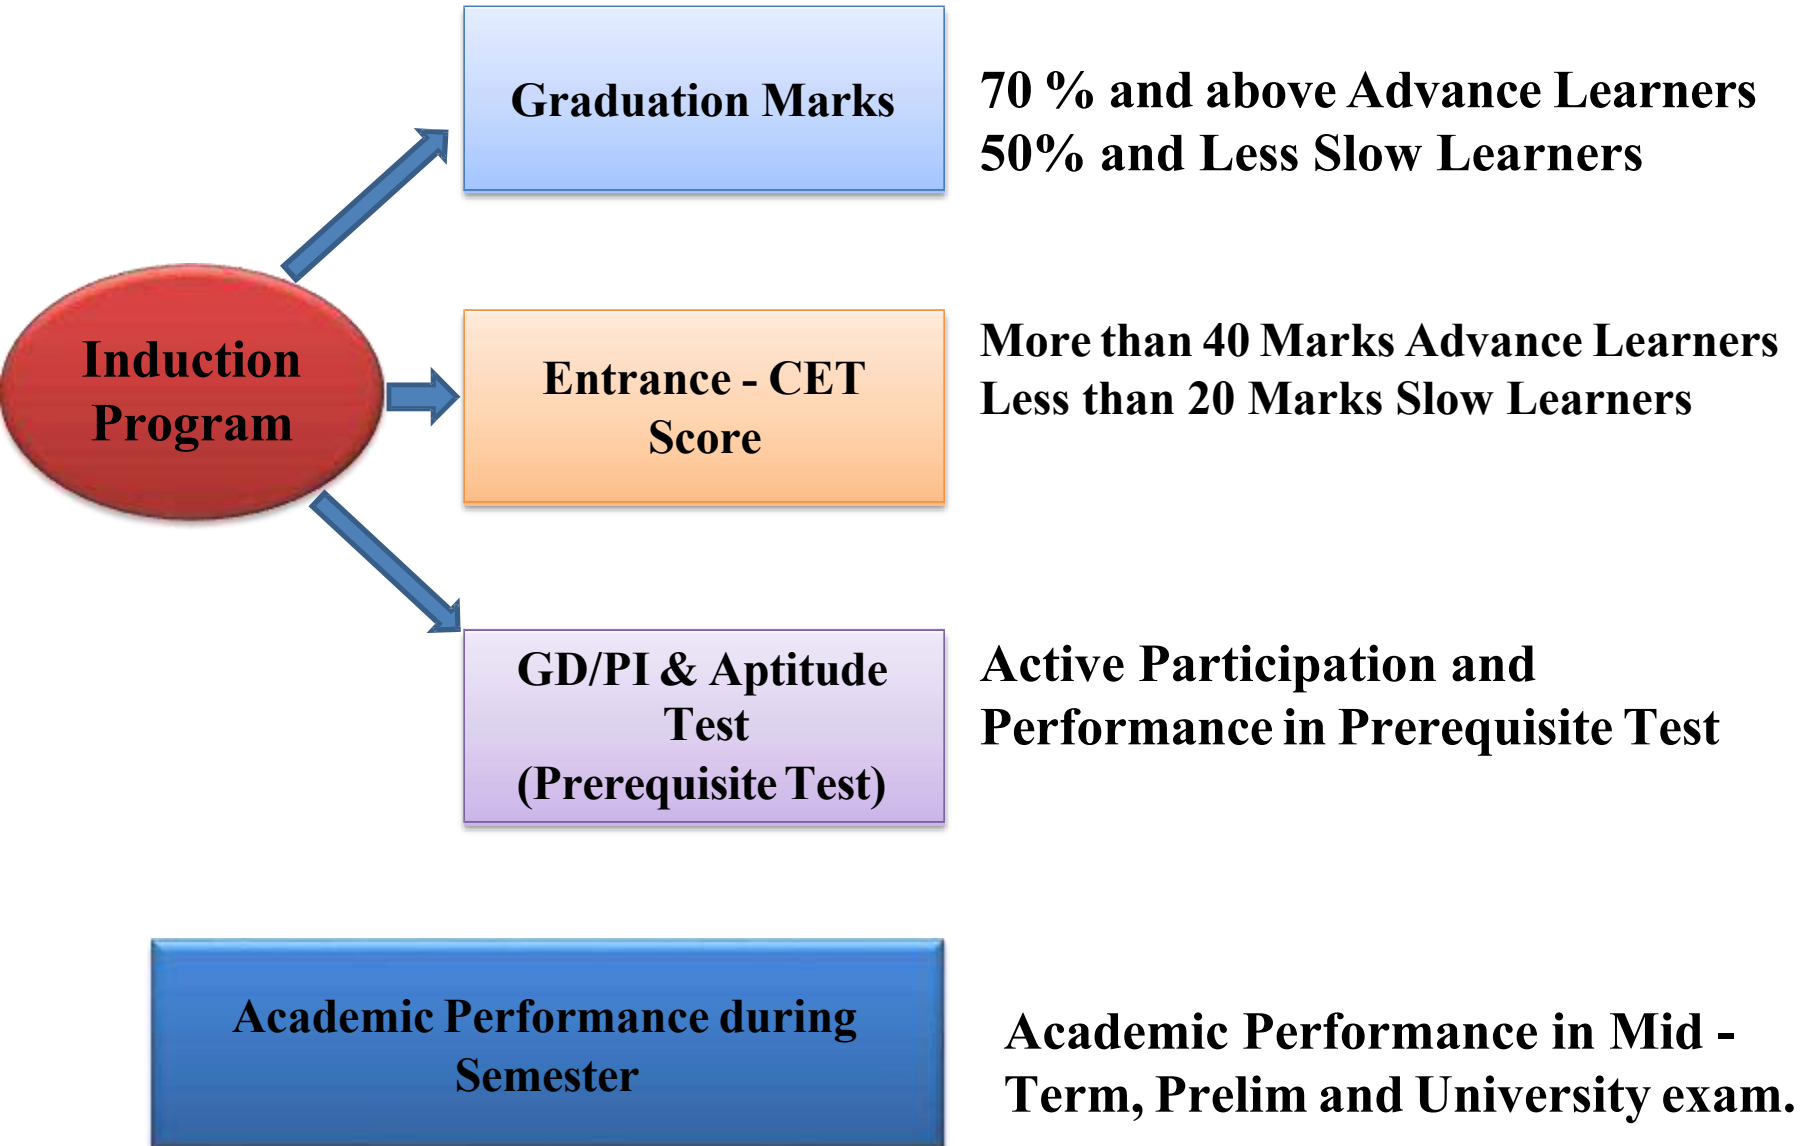 Graduation Marks
70 % and above Advance Learners
50% and Less Slow Learners
Induction
Program
Entrance - CET
Score
More than 40 Marks Advance Learners
Less than 20 Marks Slow Learners
GD/PI & Aptitude
Test
(Prerequisite Test)
Active Participation and
Performance in Prerequisite Test
Academic Performance during
Semester
Academic Performance in Mid -
Term, Prelim and University exam.